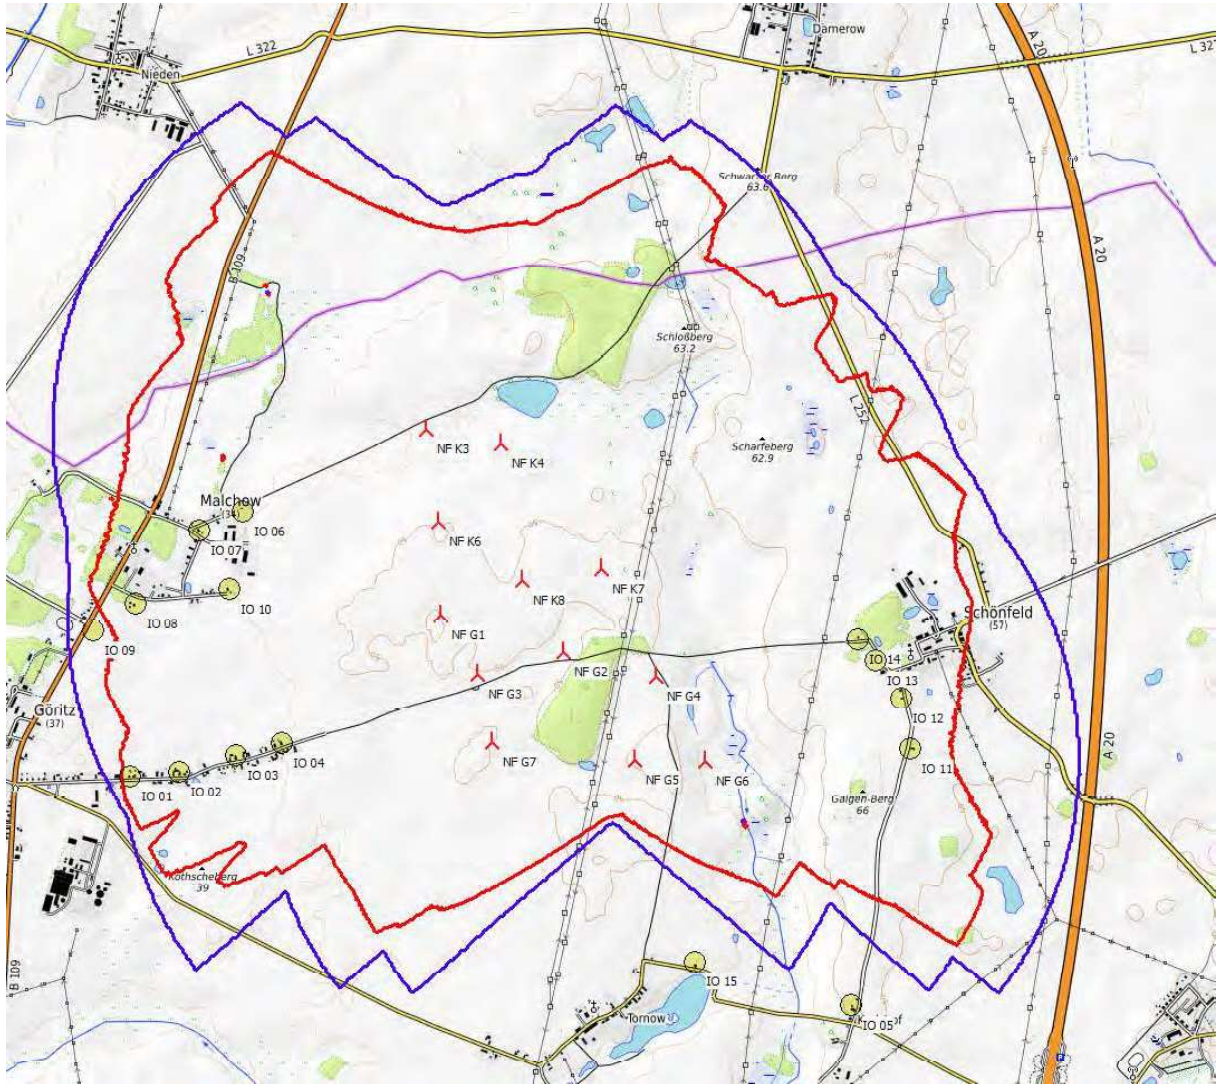 Damerow
L 322
A 20
L 327
Nieden
Schwarzer Berg
63.6
B 109
A 20
Schloßberg
63.2
L 252
NF K3
NF K4
Scharfeberg
62.9
Malchow
(34)
IO 06
IO 07
NF K6
NF K8
NF K7
IO 10
IO 08
NF G1
Schönfeld
(57)
IO 09
IO 14
NF G2
NF G3
NF G4
IO 13
Göritz
(37)
IO 12
A 20
IO 04
IO 03
NF G7
NF G5
NF G6
IO 11
IO 02
IO 01
Galgen-Berg
66
Kothscheberg
39
B 109
IO 15
Tornow
IO 05